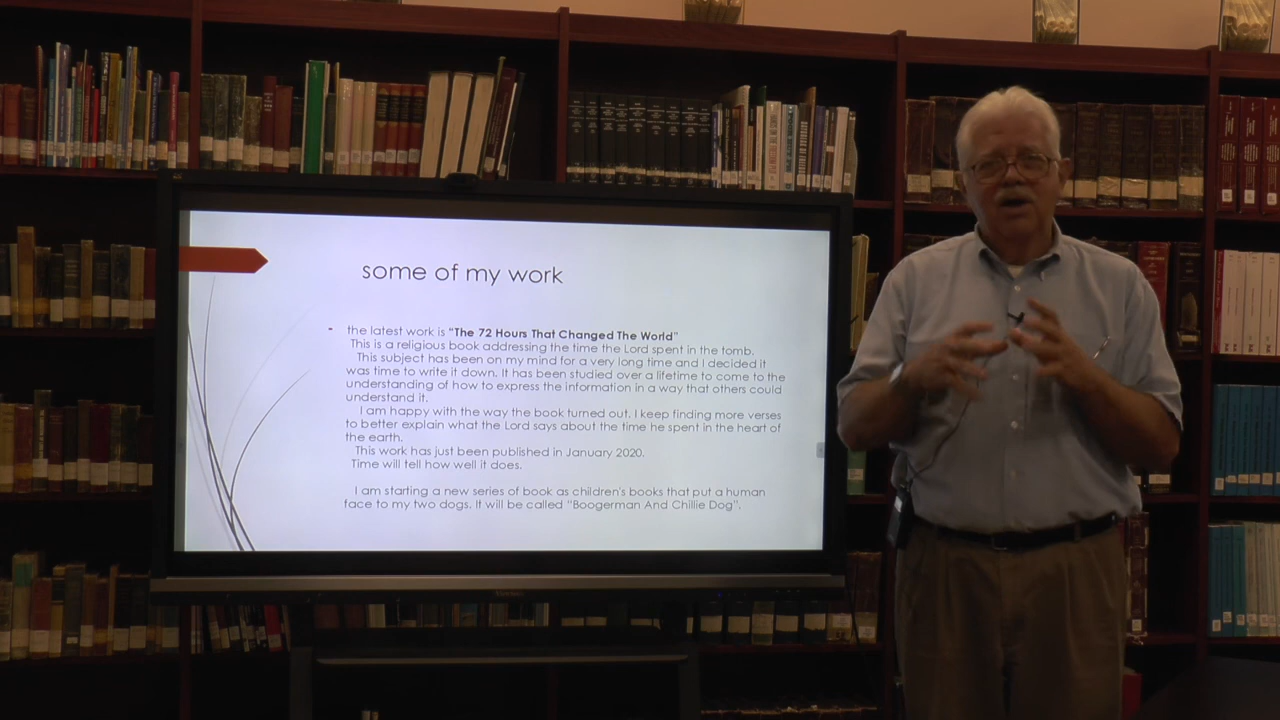 some of my work
- the latest work is "The 72 Hours That Changed The World"
This is a religious book addressing the time the Lord spent in the tomb.
This subject has been on my mind for a very long time and I decided it
was time to write it down. It has been studied over a lifetime to come to the
understanding of how to express the information in a way that others could
understand it.
I am happy with the way the book turned out. I keep finding more verses
to better explain what the Lord says about the time he spent in the heart of
the earth.
This work has just been published in January 2020.
Time will tell how well it does.
I am starting a new series of book as children's books that put a human
face to my two dogs. It will be called "Boogerman And Chillie Dog".